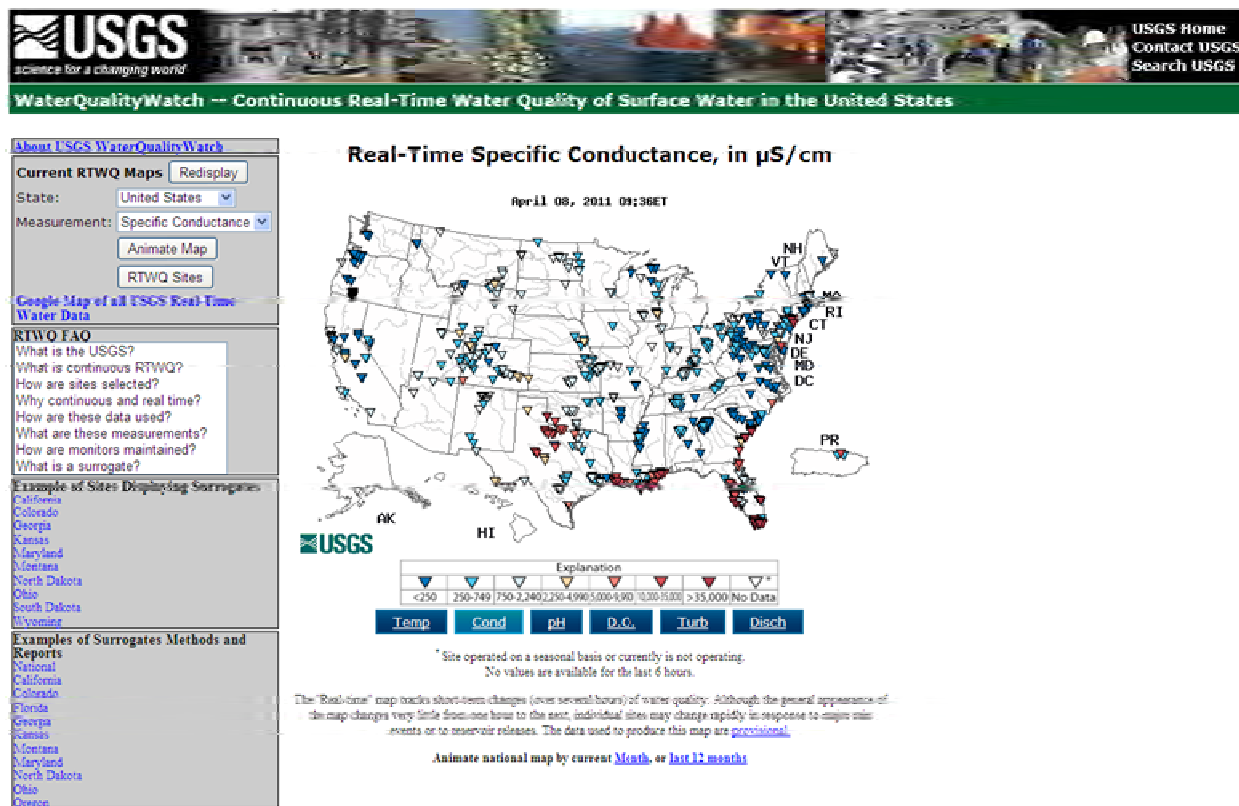 USGS
science for a changing world
USGS Home
Contact USGS
Search USGS
WaterQualityWatch -- Continuous Real-Time Water Quality of Surface Water in the United States
About USGS WaterQualityWatch
Current RTWQ Maps Redisplay
State: United States
Measurement: Specific Conductance
Animate Map
RTWQ Sites
Google Map of all USGS Real-Time
Water Data
RTWQ FAQ
What is the USGS?
What is continuous RTWQ?
How are sites selected?
Why continuous and real time?
How are these data used?
What are these measurements?
How are monitors maintained?
What is a surrogate?
Example of Sites Displaying Surrogates
California
Colorado
Georgia
Kansas
Maryland
Montana
North Dakota
Ohio
South Dakota
Wyoming
Examples of Surrogates Methods and
Reports
National
California
Colorado
Florida
Georgia
Kansas
Montana
Maryland
North Dakota
Ohio
Oregon
Real-Time Specific Conductance, in µS/cm
April 08, 2011 09:36ET
NH
VT
MA
RI
CT
NJ
DE
MD
DC
PR
AK
HI
USGS
Explanation
<250 250-749 750-2,240 2,250-4,990 5,000-9,990 10,000-35,000 >35,000 No Data *
Temp Cond pH D.O. Turb Disch
* Site operated on a seasonal basis or currently is not operating.
No values are available for the last 6 hours.
The "Real-time" map tracks short-term changes (over several hours) of water quality. Although the general appearance of
the map changes very little from one hour to the next, individual sites may change rapidly in response to major rain
events or to reservoir releases. The data used to produce this map are provisional.
Animate national map by current Month, or last 12 months